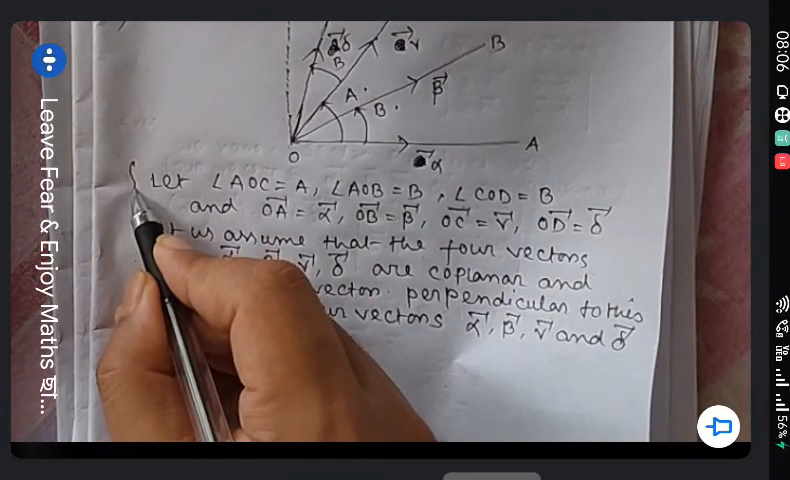 δ⃗
γ⃗
B
B
A
B
β⃗
O
α⃗
A
Let ∠AOC = A, ∠AOB = B, ∠COD = B
and OA⃗ = α⃗, OB⃗ = β⃗, OC⃗ = γ⃗, OD⃗ = δ⃗
us assume that the four vectors
γ⃗, δ⃗ are coplanar and
vector perpendicular to this
vectors α⃗, β⃗, γ⃗ and δ⃗
Leave Fear & Enjoy Maths ...
08:06
56%